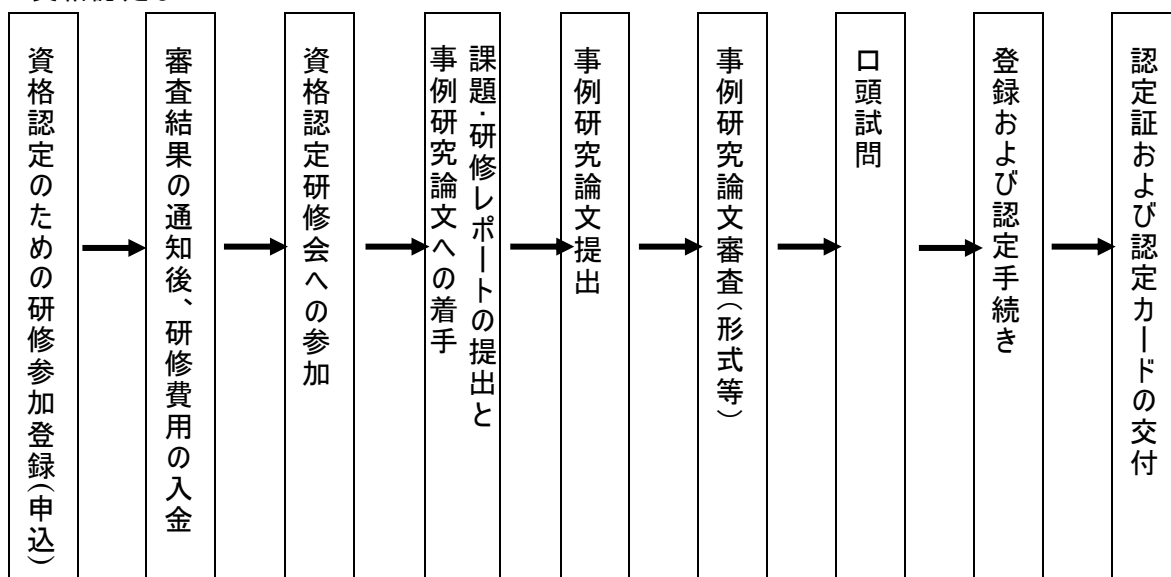 資格認定のための研修参加登録(申込)
審査結果の通知後、研修費用の入金
資格認定研修会への参加
課題・研修レポートの提出と
事例研究論文への着手
事例研究論文提出
事例研究論文審査(形式等)
口頭試問
登録および認定手続き
認定証および認定カードの交付